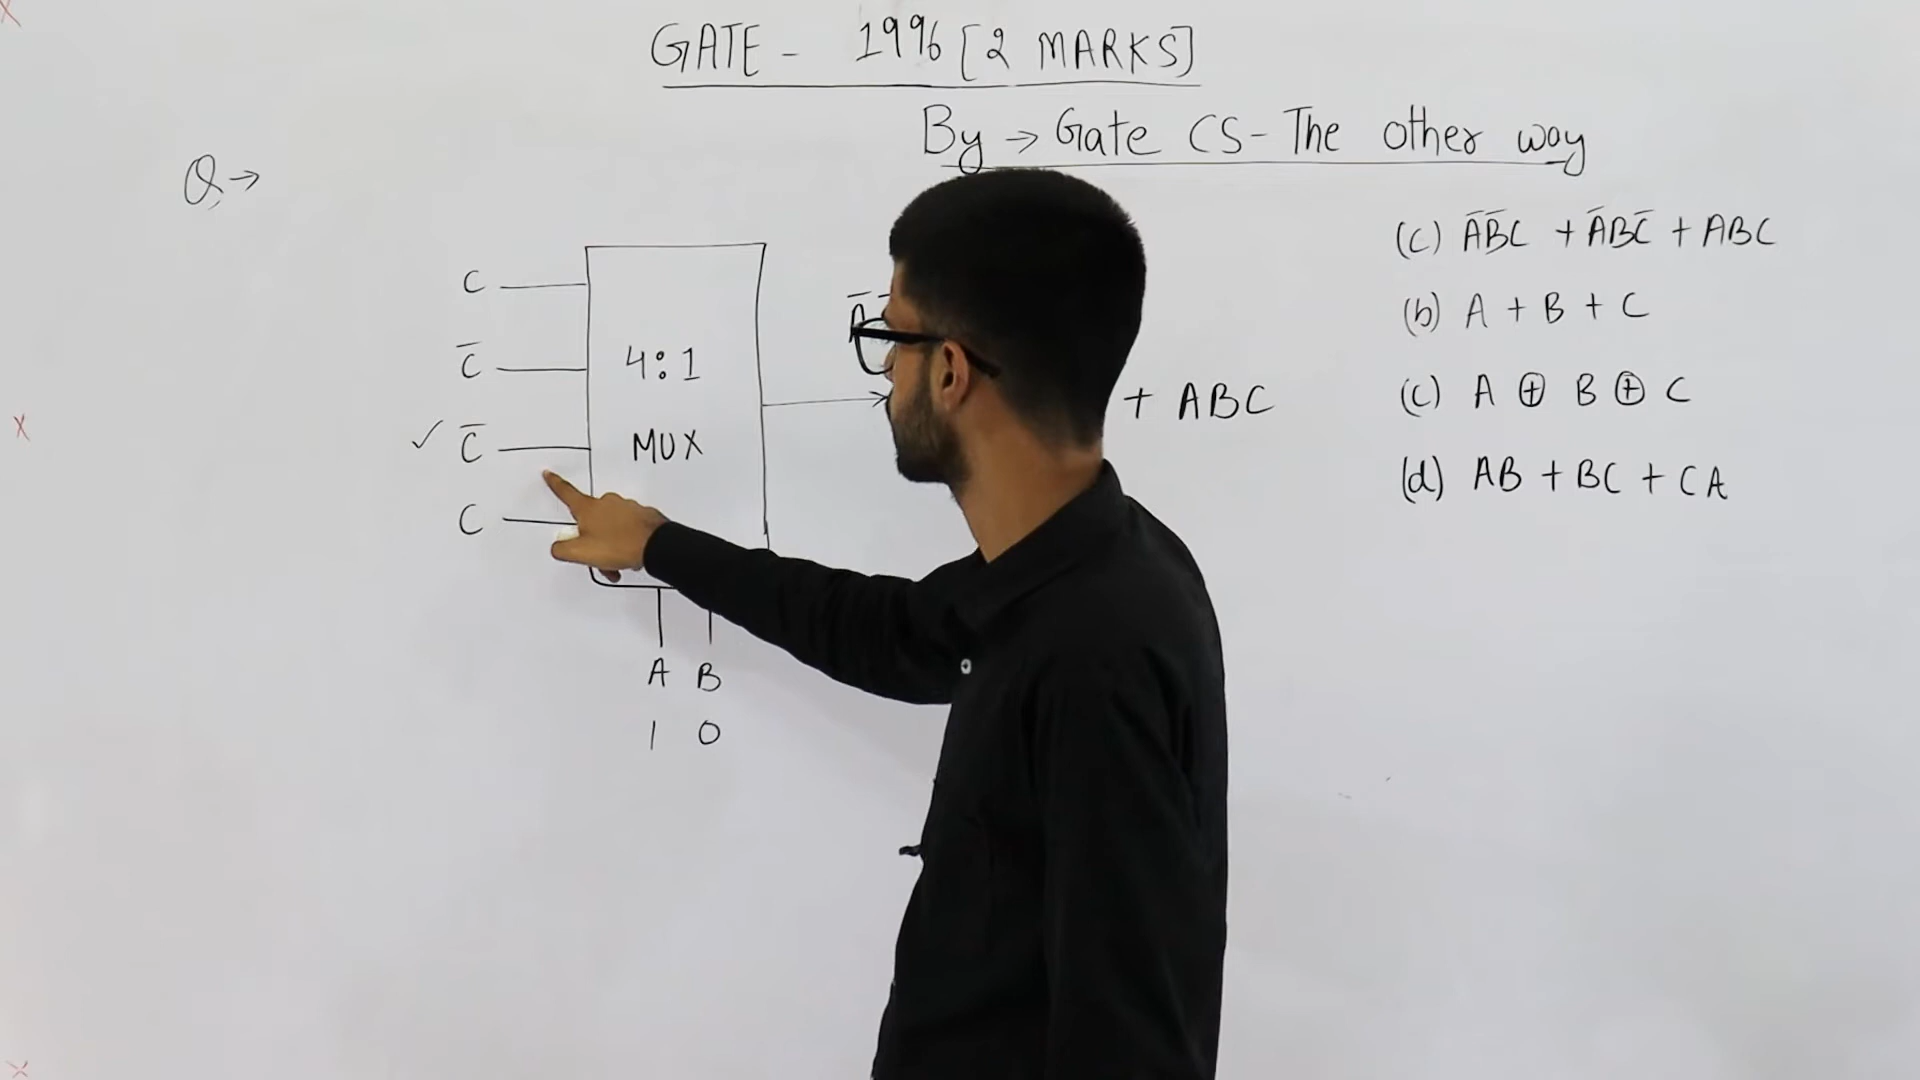 GATE - 1996 [2 MARKS]
By → Gate CS - The other way
Q →
C
C̅
✓ C̅
C
4:1
MUX
A B
1 0
+ ABC
(c) A̅B̅C + A̅BC̅ + ABC
(b) A + B + C
(c) A ⊕ B ⊕ C
(d) AB + BC + CA